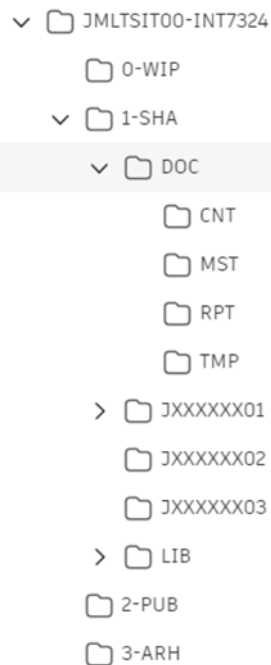 JMLTSIT00-INT7324
0-WIP
1-SHA
DOC
CNT
MST
RPT
TMP
JXXXXXX01
JXXXXXX02
JXXXXXX03
LIB
2-PUB
3-ARH